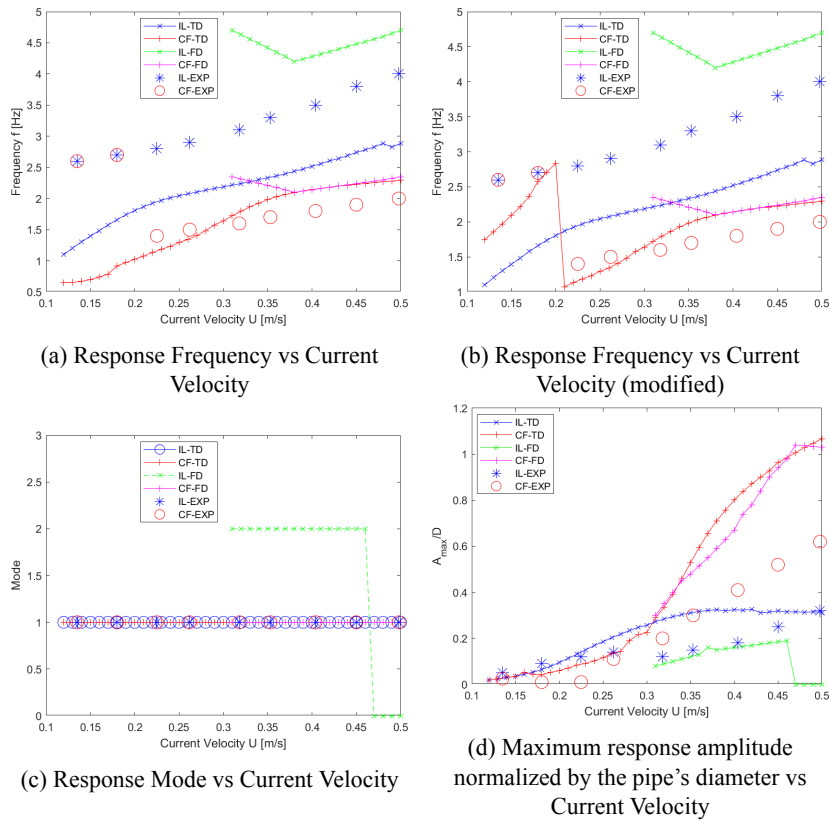 5
4.5
4
3.5
3
2.5
2
1.5
1
0.5
Frequency f [Hz]
IL-TD
CF-TD
IL-FD
CF-FD
IL-EXP
CF-EXP
0.1 0.15 0.2 0.25 0.3 0.35 0.4 0.45 0.5
Current Velocity U [m/s]
(a) Response Frequency vs Current
Velocity
5
4.5
4
3.5
3
2.5
2
1.5
1
Frequency f [Hz]
IL-TD
CF-TD
IL-FD
CF-FD
IL-EXP
CF-EXP
0.1 0.15 0.2 0.25 0.3 0.35 0.4 0.45 0.5
Current Velocity U [m/s]
(b) Response Frequency vs Current
Velocity (modified)
3
2.5
2
1.5
1
0.5
0
Mode
IL-TD
CF-TD
IL-FD
CF-FD
IL-EXP
CF-EXP
0.1 0.15 0.2 0.25 0.3 0.35 0.4 0.45 0.5
Current Velocity U [m/s]
(c) Response Mode vs Current Velocity
1.2
1
0.8
0.6
0.4
0.2
0
A_max/D
IL-TD
CF-TD
IL-FD
CF-FD
IL-EXP
CF-EXP
0.1 0.15 0.2 0.25 0.3 0.35 0.4 0.45 0.5
Current Velocity U [m/s]
(d) Maximum response amplitude
normalized by the pipe's diameter vs
Current Velocity